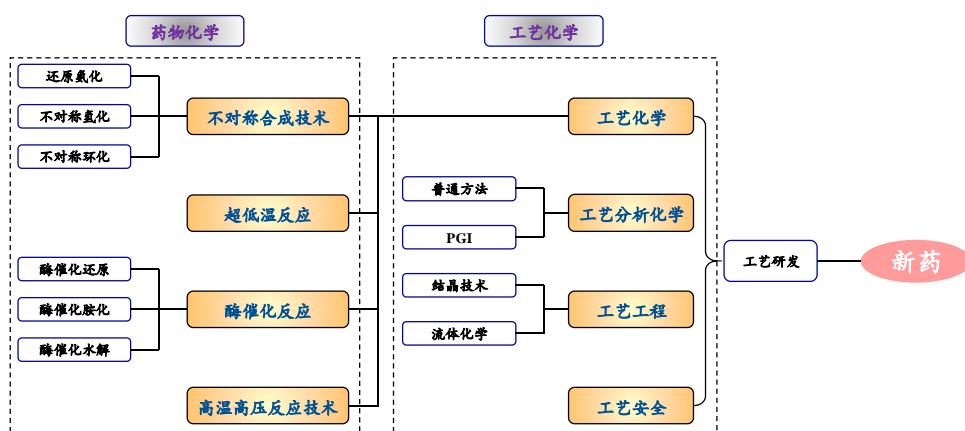 药物化学
工艺化学
还原氨化
不对称氢化
不对称环化
不对称合成技术
超低温反应
酶催化还原
酶催化胺化
酶催化水解
酶催化反应
高温高压反应技术
工艺化学
普通方法
PGI
工艺分析化学
结晶技术
流体化学
工艺工程
工艺安全
工艺研发
新药